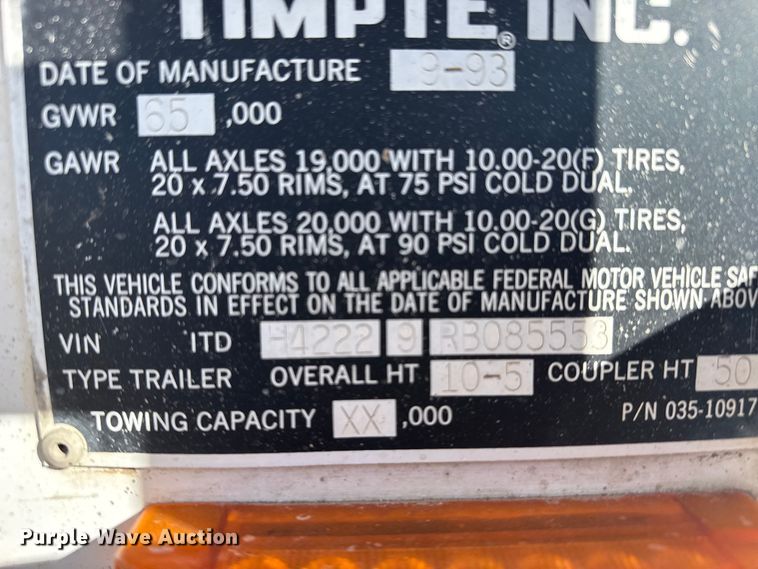 TIMPTE® INC.
DATE OF MANUFACTURE 9-93
GVWR 65 ,000
GAWR ALL AXLES 19,000 WITH 10.00-20(F) TIRES,
20 x 7.50 RIMS, AT 75 PSI COLD DUAL.
ALL AXLES 20,000 WITH 10.00-20(G) TIRES,
20 x 7.50 RIMS, AT 90 PSI COLD DUAL.
THIS VEHICLE CONFORMS TO ALL APPLICABLE FEDERAL MOTOR VEHICLE SAF
STANDARDS IN EFFECT ON THE DATE OF MANUFACTURE SHOWN ABOV
VIN ITD H4222 9 RB085553
TYPE TRAILER OVERALL HT 10-5 COUPLER HT 50
TOWING CAPACITY XX ,000 P/N 035-10917
Purple Wave Auction